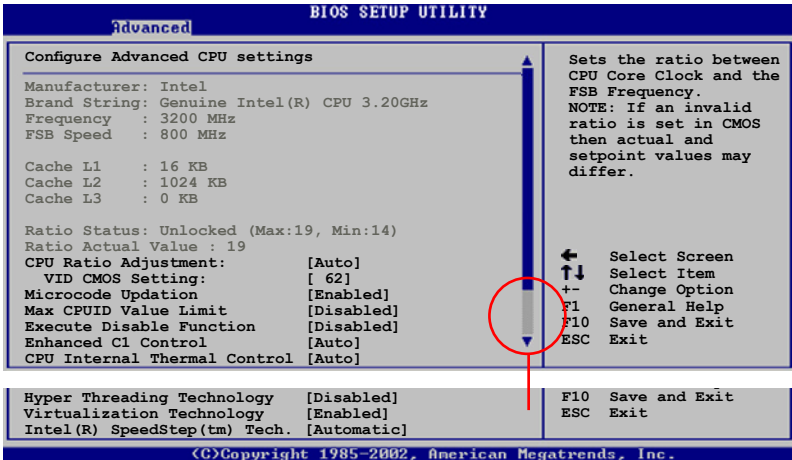 BIOS SETUP UTILITY
Advanced
Configure Advanced CPU settings
Manufacturer: Intel
Brand String: Genuine Intel(R) CPU 3.20GHz
Frequency : 3200 MHz
FSB Speed : 800 MHz
Cache L1 : 16 KB
Cache L2 : 1024 KB
Cache L3 : 0 KB
Ratio Status: Unlocked (Max:19, Min:14)
Ratio Actual Value : 19
CPU Ratio Adjustment: [Auto]
VID CMOS Setting: [ 62]
Microcode Updation [Enabled]
Max CPUID Value Limit [Disabled]
Execute Disable Function [Disabled]
Enhanced C1 Control [Auto]
CPU Internal Thermal Control [Auto]
Hyper Threading Technology [Disabled]
Virtualization Technology [Enabled]
Intel(R) SpeedStep(tm) Tech. [Automatic]
Sets the ratio between
CPU Core Clock and the
FSB Frequency.
NOTE: If an invalid
ratio is set in CMOS
then actual and
setpoint values may
differ.
Select Screen
Select Item
+- Change Option
F1 General Help
F10 Save and Exit
ESC Exit
F10 Save and Exit
ESC Exit
(C)Copyright 1985-2002, American Megatrends, Inc.